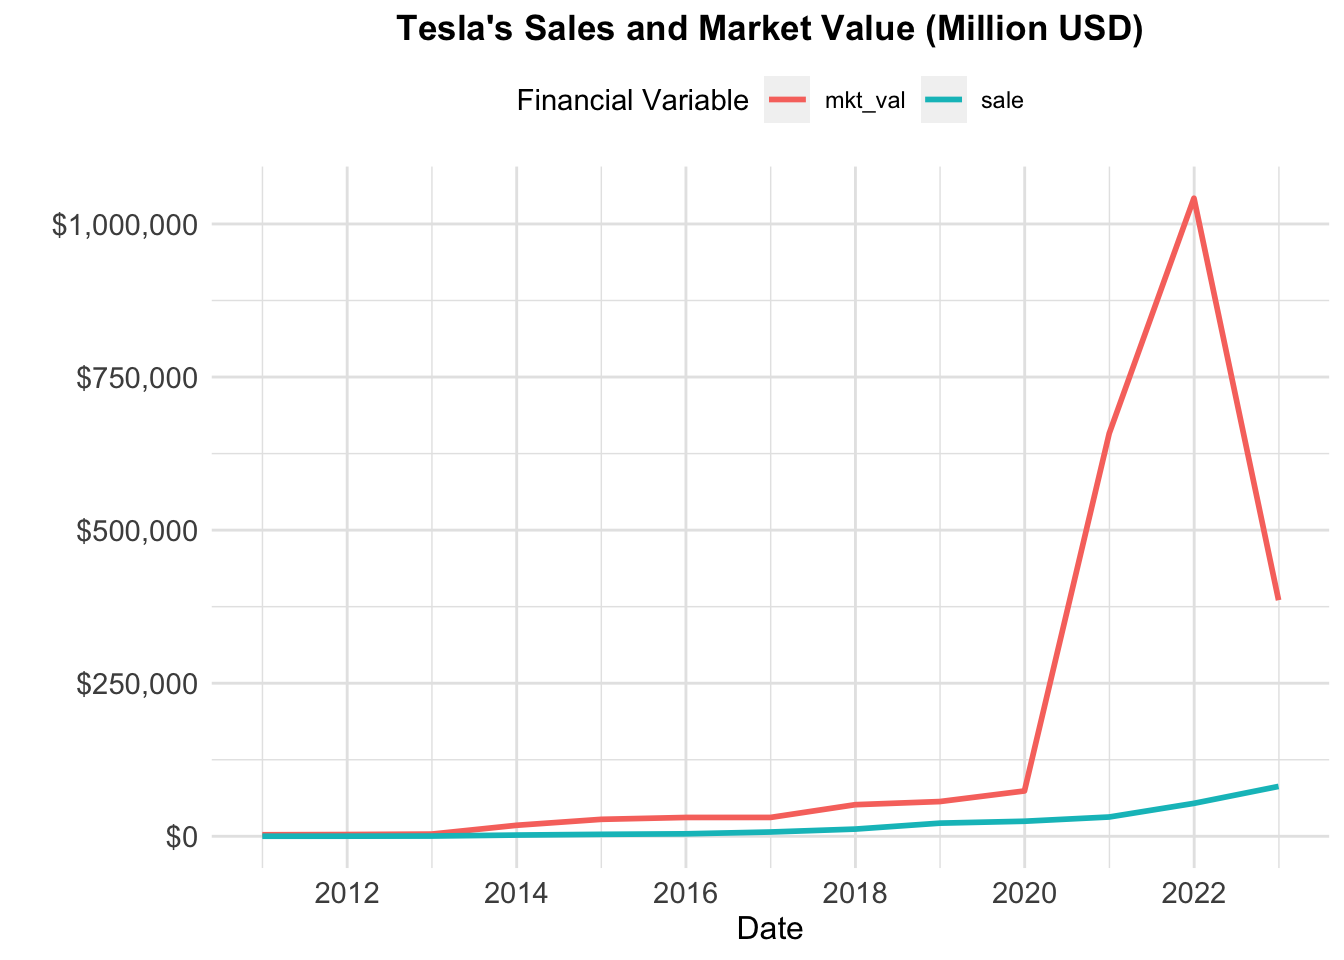 Tesla's Sales and Market Value (Million USD)
Financial Variable mkt_val sale
$1,000,000
$750,000
$500,000
$250,000
$0
2012 2014 2016 2018 2020 2022
Date